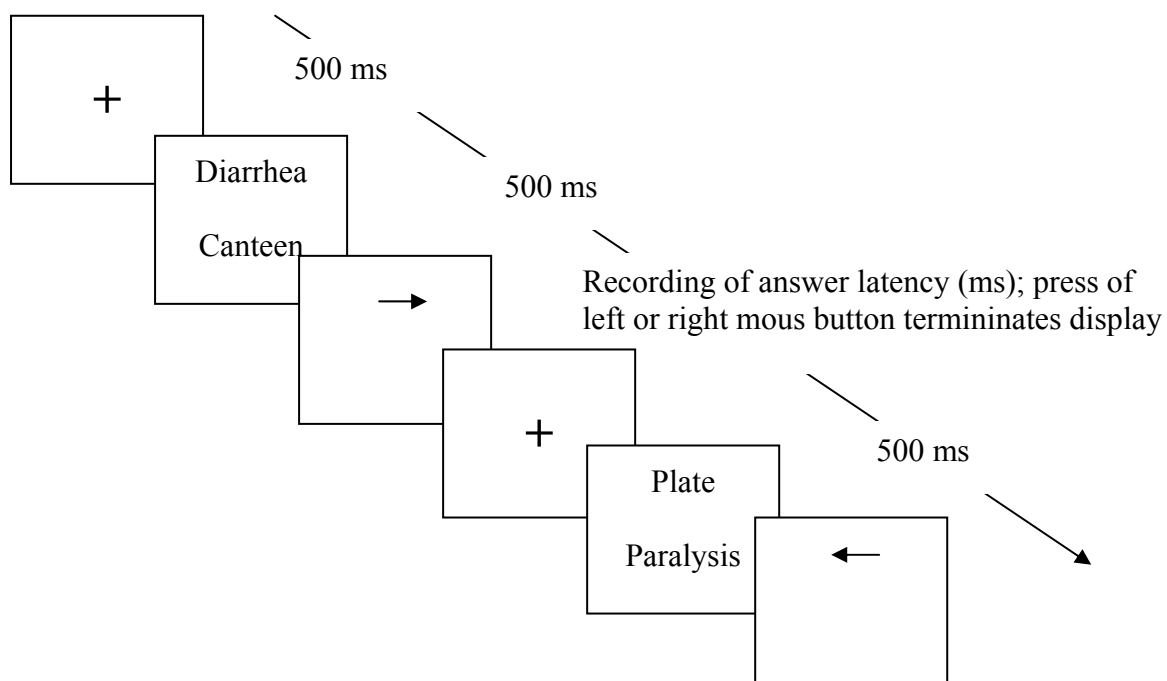 500 ms
+
Diarrhea
500 ms
Canteen
Recording of answer latency (ms); press of
left or right mous button termininates display
+
500 ms
Plate
Paralysis